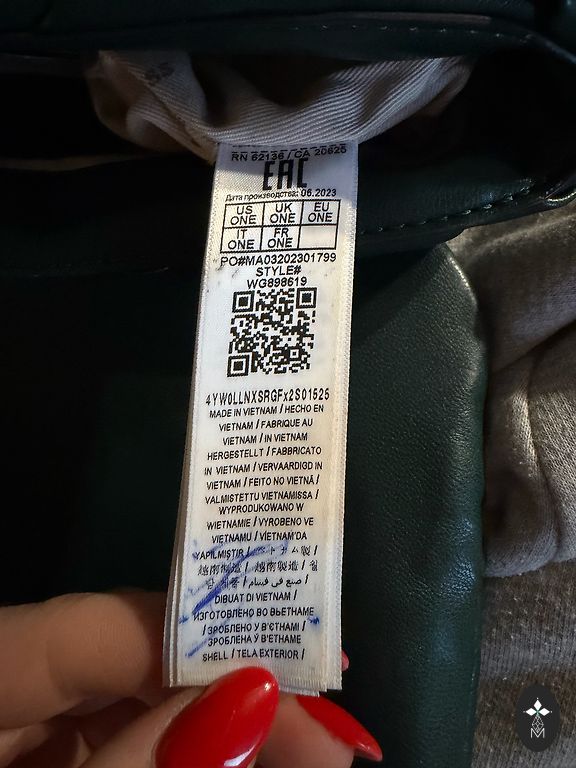 RN 62136 / CA 20625
EAC
Дата производства: 06.2023
US ONE UK ONE EU ONE
IT ONE FR ONE
PO#MA03202301799
STYLE#
WG898619
4YW0LLNXSRGFx2S01525
MADE IN VIETNAM / HECHO EN
VIETNAM / FABRIQUE AU
VIETNAM / IN VIETNAM
HERGESTELLT / FABBRICATO
IN VIETNAM / VERVAARDIGD IN
VIETNAM / FEITO NO VIETNÃ /
VALMISTETTU VIETNAMISSA /
WYPRODUKOWANO W
WIETNAMIE / VYROBENO VE
VIETNAMU / VIETNAM'DA
YAPILMIŞTIR / ベトナム製 /
越南制造 / 越南製造 /
صنع في فيتنام /
DIBUAT DI VIETNAM /
ИЗГОТОВЛЕНО ВО ВЬЕТНАМЕ
/ ЗРОБЛЕНО У В'ЄТНАМІ /
ЗРОБЛЕНО У В'ЄТНАМЕ
SHELL / TELA EXTERIOR /
M